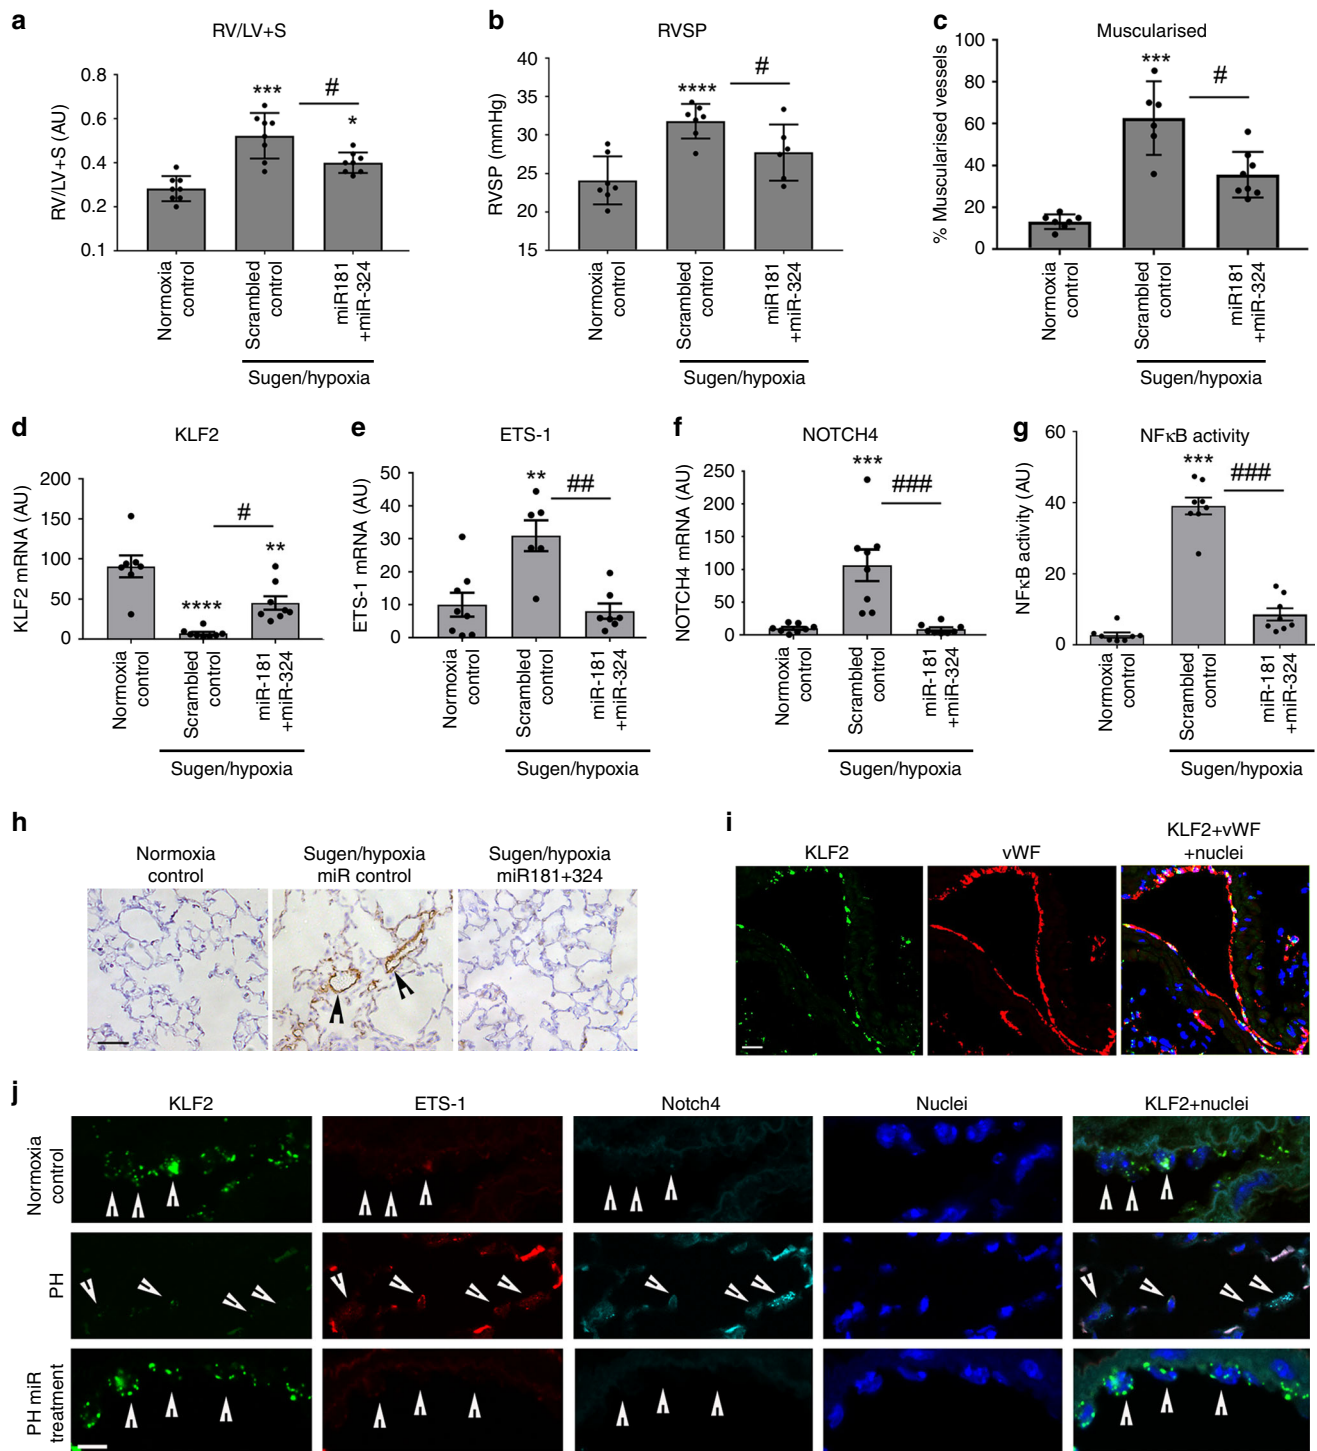 a
RV/LV+S
RV/LV+S (AU)
0.8
0.6
0.4
0.2
0.1
***
#
*
Normoxia
control
Scrambled
control
miR181
+miR-324
Sugen/hypoxia
b
RVSP
RVSP (mmHg)
40
35
30
25
20
15
****
#
Normoxia
control
Scrambled
control
miR181
+miR-324
Sugen/hypoxia
c
Muscularised
% Muscularised vessels
100
80
60
40
20
0
***
#
Normoxia
control
Scrambled
control
miR181
+miR-324
Sugen/hypoxia
d
KLF2
KLF2 mRNA (AU)
200
150
100
50
0
****
#
**
Normoxia
control
Scrambled
control
miR-181
+miR-324
Sugen/hypoxia
e
ETS-1
ETS-1 mRNA (AU)
50
40
30
20
10
0
**
##
Normoxia
control
Scrambled
control
miR-181
+miR-324
Sugen/hypoxia
f
NOTCH4
NOTCH4 mRNA (AU)
250
200
150
100
50
0
***
###
Normoxia
control
Scrambled
control
miR-181
+miR-324
Sugen/hypoxia
g
NFκB activity
NFκB activity (AU)
60
40
20
0
***
###
Normoxia
control
Scrambled
control
miR-181
+miR-324
Sugen/hypoxia
h
Normoxia
control
Sugen/hypoxia
miR control
Sugen/hypoxia
miR181+324
i
KLF2
vWF
KLF2+vWF
+nuclei
j
KLF2
ETS-1
Notch4
Nuclei
KLF2+nuclei
Normoxia
control
PH
PH miR
treatment